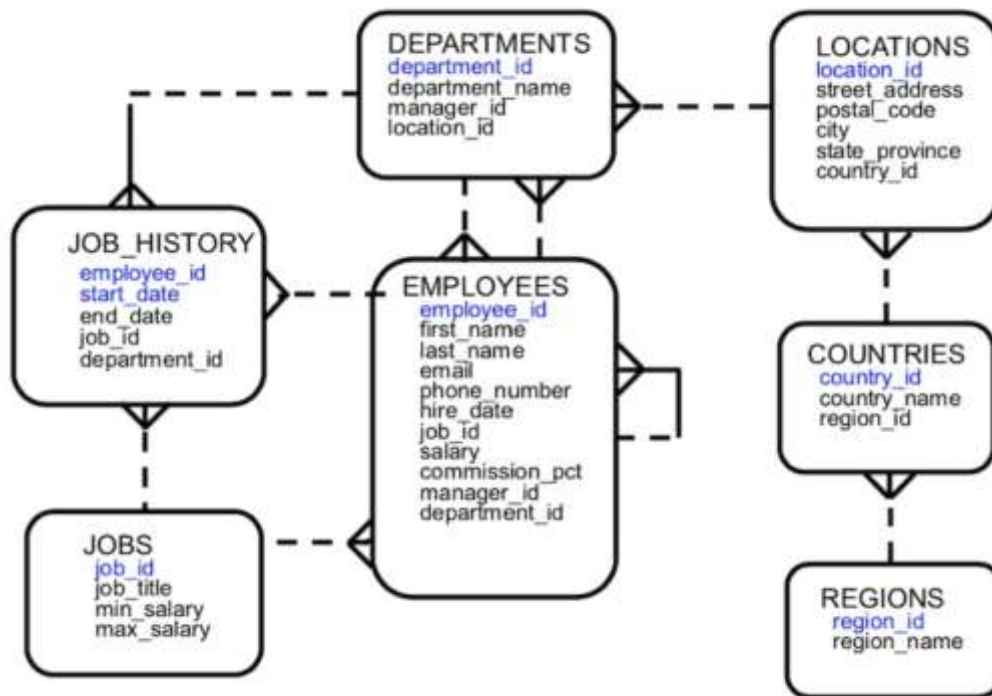 DEPARTMENTS
department_id
department_name
manager_id
location_id
LOCATIONS
location_id
street_address
postal_code
city
state_province
country_id
JOB_HISTORY
employee_id
start_date
end_date
job_id
department_id
EMPLOYEES
employee_id
first_name
last_name
email
phone_number
hire_date
job_id
salary
commission_pct
manager_id
department_id
COUNTRIES
country_id
country_name
region_id
JOBS
job_id
job_title
min_salary
max_salary
REGIONS
region_id
region_name